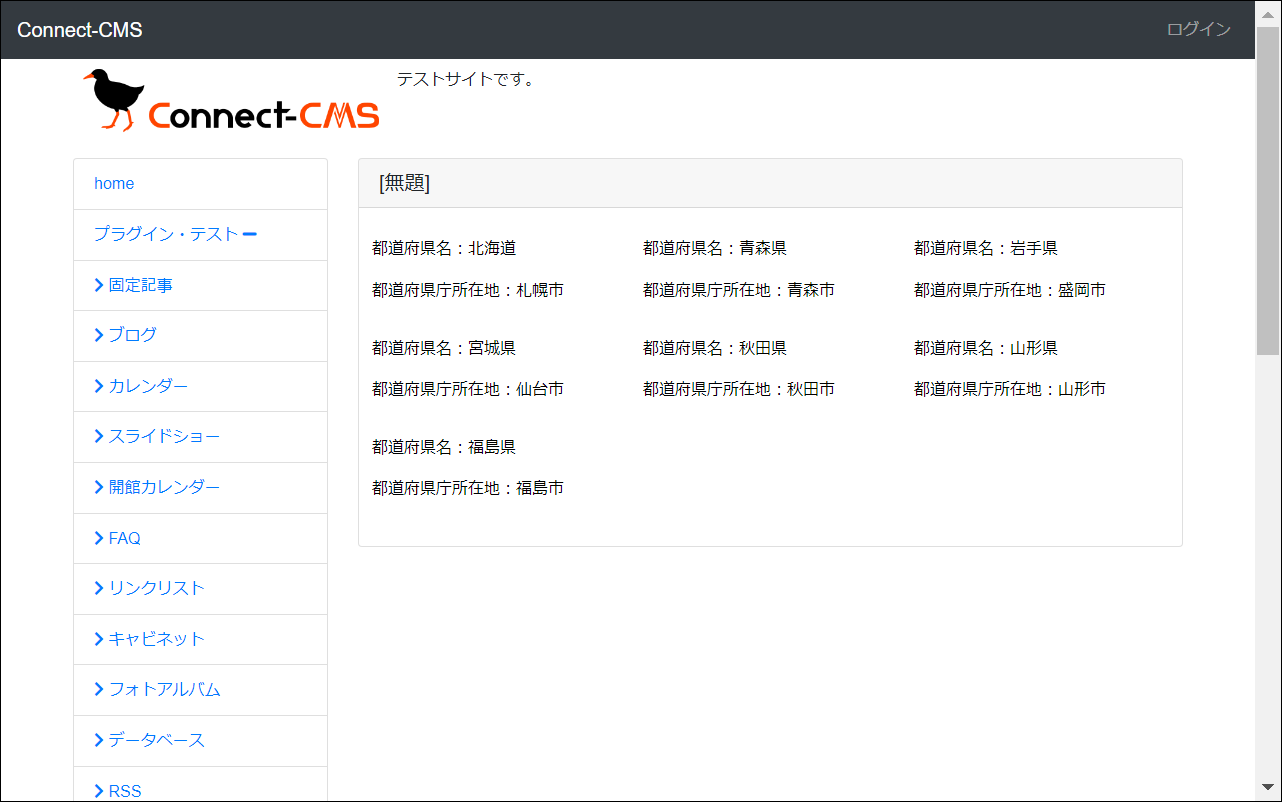 Connect-CMS
ログイン
Connect-CMS
テストサイトです。
home
プラグイン・テスト
固定記事
ブログ
カレンダー
スライドショー
開館カレンダー
FAQ
リンクリスト
キャビネット
フォトアルバム
データベース
RSS
[無題]
都道府県名：北海道 都道府県名：青森県 都道府県名：岩手県
都道府県庁所在地：札幌市 都道府県庁所在地：青森市 都道府県庁所在地：盛岡市
都道府県名：宮城県 都道府県名：秋田県 都道府県名：山形県
都道府県庁所在地：仙台市 都道府県庁所在地：秋田市 都道府県庁所在地：山形市
都道府県名：福島県
都道府県庁所在地：福島市